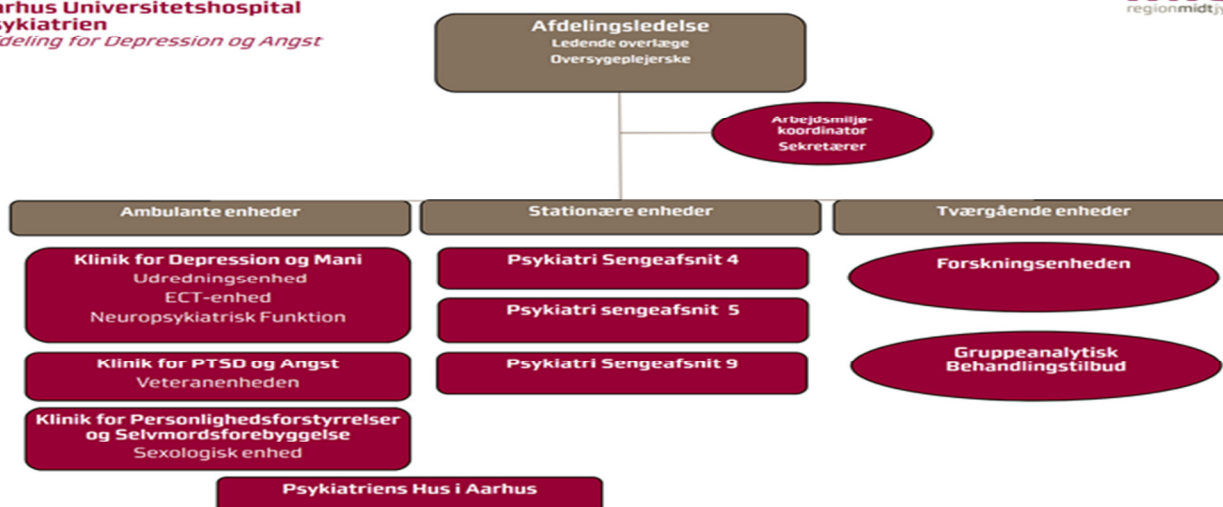 arhus Universitetshospital
sykiatrien
fdeling for Depression og Angst
regionmidtjy
Afdelingsledelse
Ledende overlæge
Oversygeplejerske
Arbejdsmiljø-
koordinator
Sekretærer
Ambulante enheder
Stationære enheder
Tværgående enheder
Klinik for Depression og Mani
Udredningsenhed
ECT-enhed
Neuropsykiatrisk Funktion
Klinik for PTSD og Angst
Veteranenheden
Klinik for Personlighedsforstyrrelser
og Selvmordsforebyggelse
Sexologisk enhed
Psykiatriens Hus i Aarhus
Psykiatri Sengeafsnit 4
Psykiatri sengeafsnit 5
Psykiatri Sengeafsnit 9
Forskningsenheden
Gruppeanalytisk
Behandlingstilbud